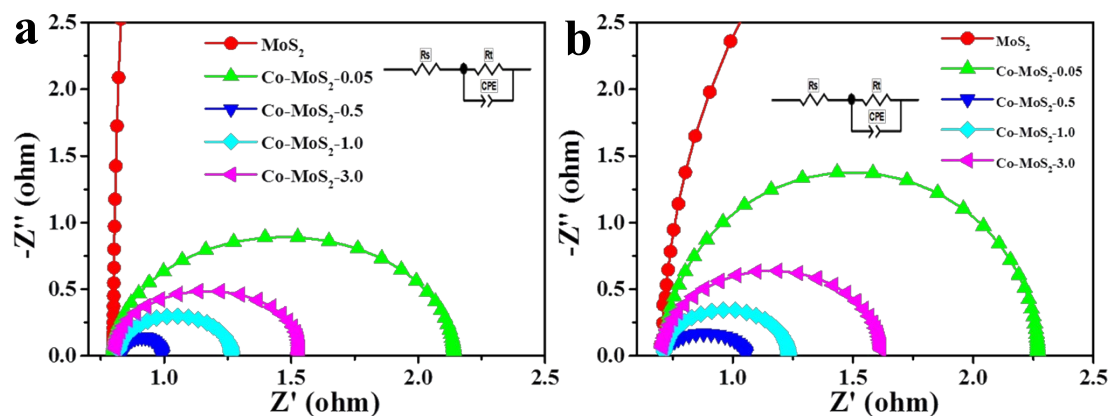 a
-Z'' (ohm)
2.5
2.0
1.5
1.0
0.5
0.0
MoS₂
Co-MoS₂-0.05
Co-MoS₂-0.5
Co-MoS₂-1.0
Co-MoS₂-3.0
Rs
Rt
CPE
1.0 1.5 2.0 2.5
Z' (ohm)
b
-Z'' (ohm)
2.5
2.0
1.5
1.0
0.5
0.0
MoS₂
Co-MoS₂-0.05
Co-MoS₂-0.5
Co-MoS₂-1.0
Co-MoS₂-3.0
Rs
Rt
CPE
1.0 1.5 2.0 2.5
Z' (ohm)